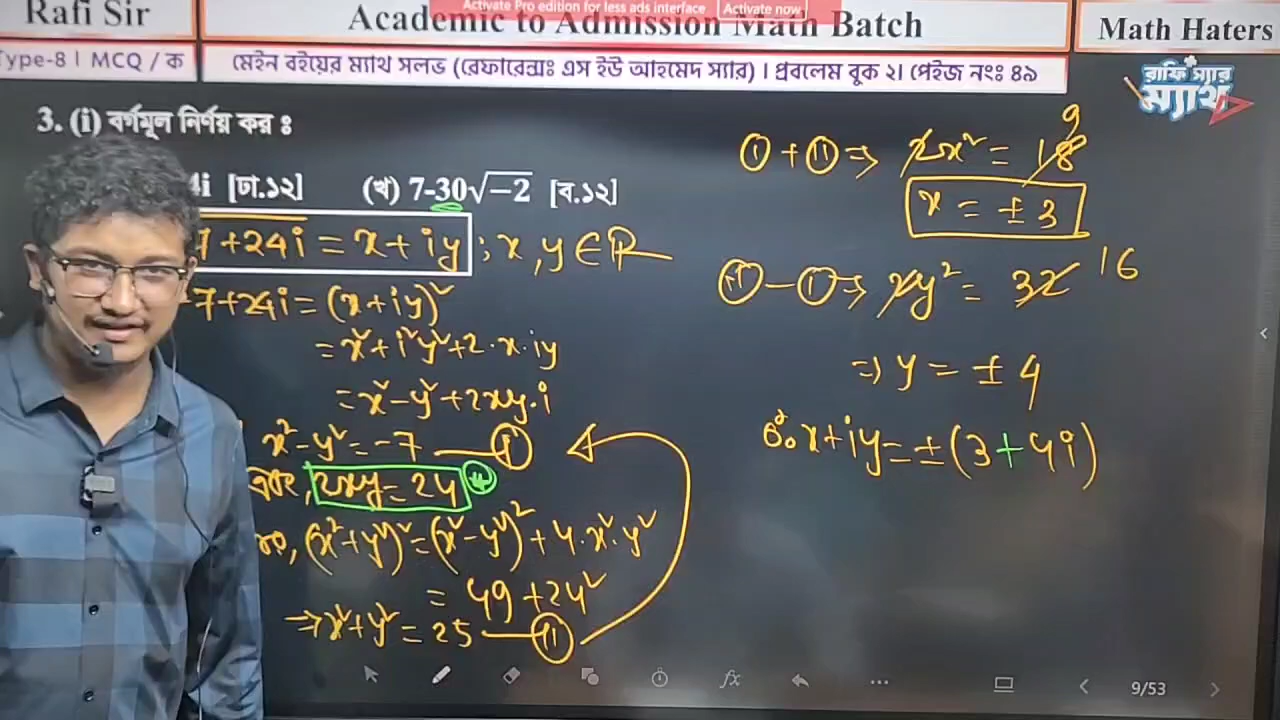 Activate Pro edition for less ads interface Activate now
Rafi Sir
Academic to Admission Math Batch
Math Haters
Type-8 | MCQ / ক
মেইন বইয়ের ম্যাথ সলভ (রেফারেন্সঃ এস ইউ আহমেদ স্যার) । প্রবলেম বুক ২। পেইজ নংঃ ৪৯
রাফি স্যার
ম্যাথ
3. (i) বর্গমূল নির্ণয় কর ঃ
4i [ঢা.১২] (খ) 7-30√−2 [ব.১২]
7+24i = x+iy ; x,y ∈ ℝ
-7+24i = (x+iy)²
= x²+i²y²+2·x·iy
= x²-y²+2xy·i
x²-y² = -7 — (i)
এবং, 2xy = 24 +
(x²+y²)² = (x²-y²)²+4·x²·y²
= 49+24²
⇒ x²+y² = 25 — (ii)
(i) + (ii) ⇒ 2x² = 18 9
x = ±3
(ii) − (i) ⇒ 2y² = 32 16
⇒ y = ±4
∴ x+iy = ±(3+4i)
fx
9/53